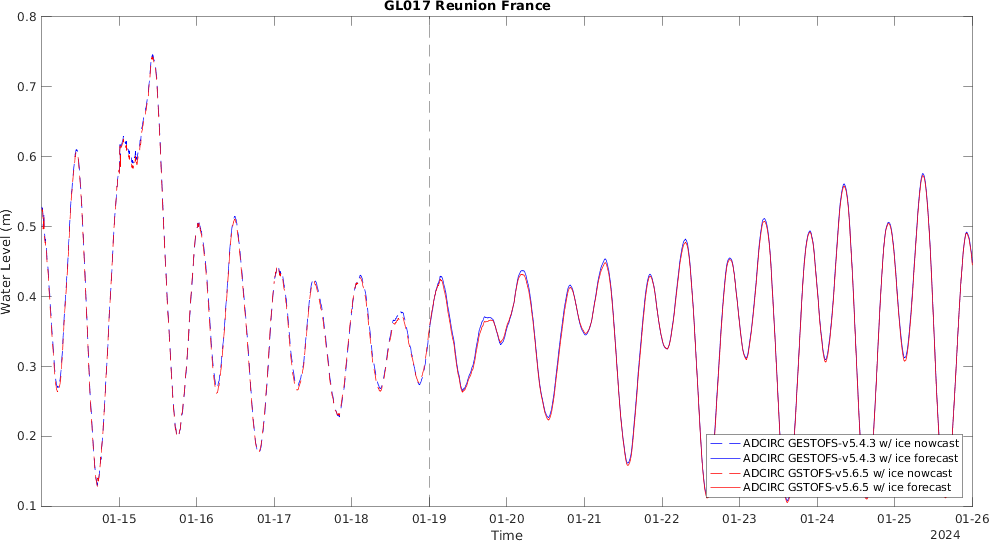 GL017 Reunion France
Water Level (m)
0.8
0.7
0.6
0.5
0.4
0.3
0.2
0.1
ADCIRC GESTOFS-v5.4.3 w/ ice nowcast
ADCIRC GESTOFS-v5.4.3 w/ ice forecast
ADCIRC GSTOFS-v5.6.5 w/ ice nowcast
ADCIRC GSTOFS-v5.6.5 w/ ice forecast
01-15 01-16 01-17 01-18 01-19 01-20 01-21 01-22 01-23 01-24 01-25 01-26
Time
2024